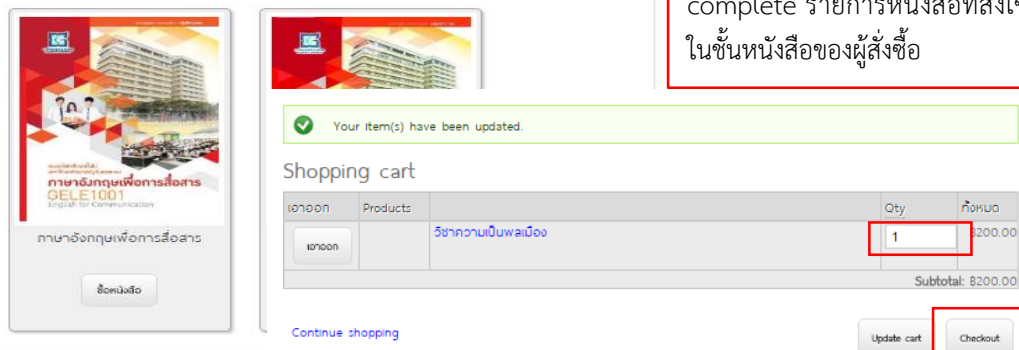 complete รายการหนังสือที่สั่งซื้อ
ในชั้นหนังสือของผู้สั่งซื้อ
ภาษาอังกฤษเพื่อการสื่อสาร
GELE1001
English for Communication
ภาษาอังกฤษเพื่อการสื่อสาร
ซื้อหนังสือ
Your item(s) have been updated.
Shopping cart
เอาออก Products Qty ทั้งหมด
เอาออก วิชาความเป็นพลเมือง 1 ฿200.00
Subtotal: ฿200.00
Continue shopping Update cart Checkout